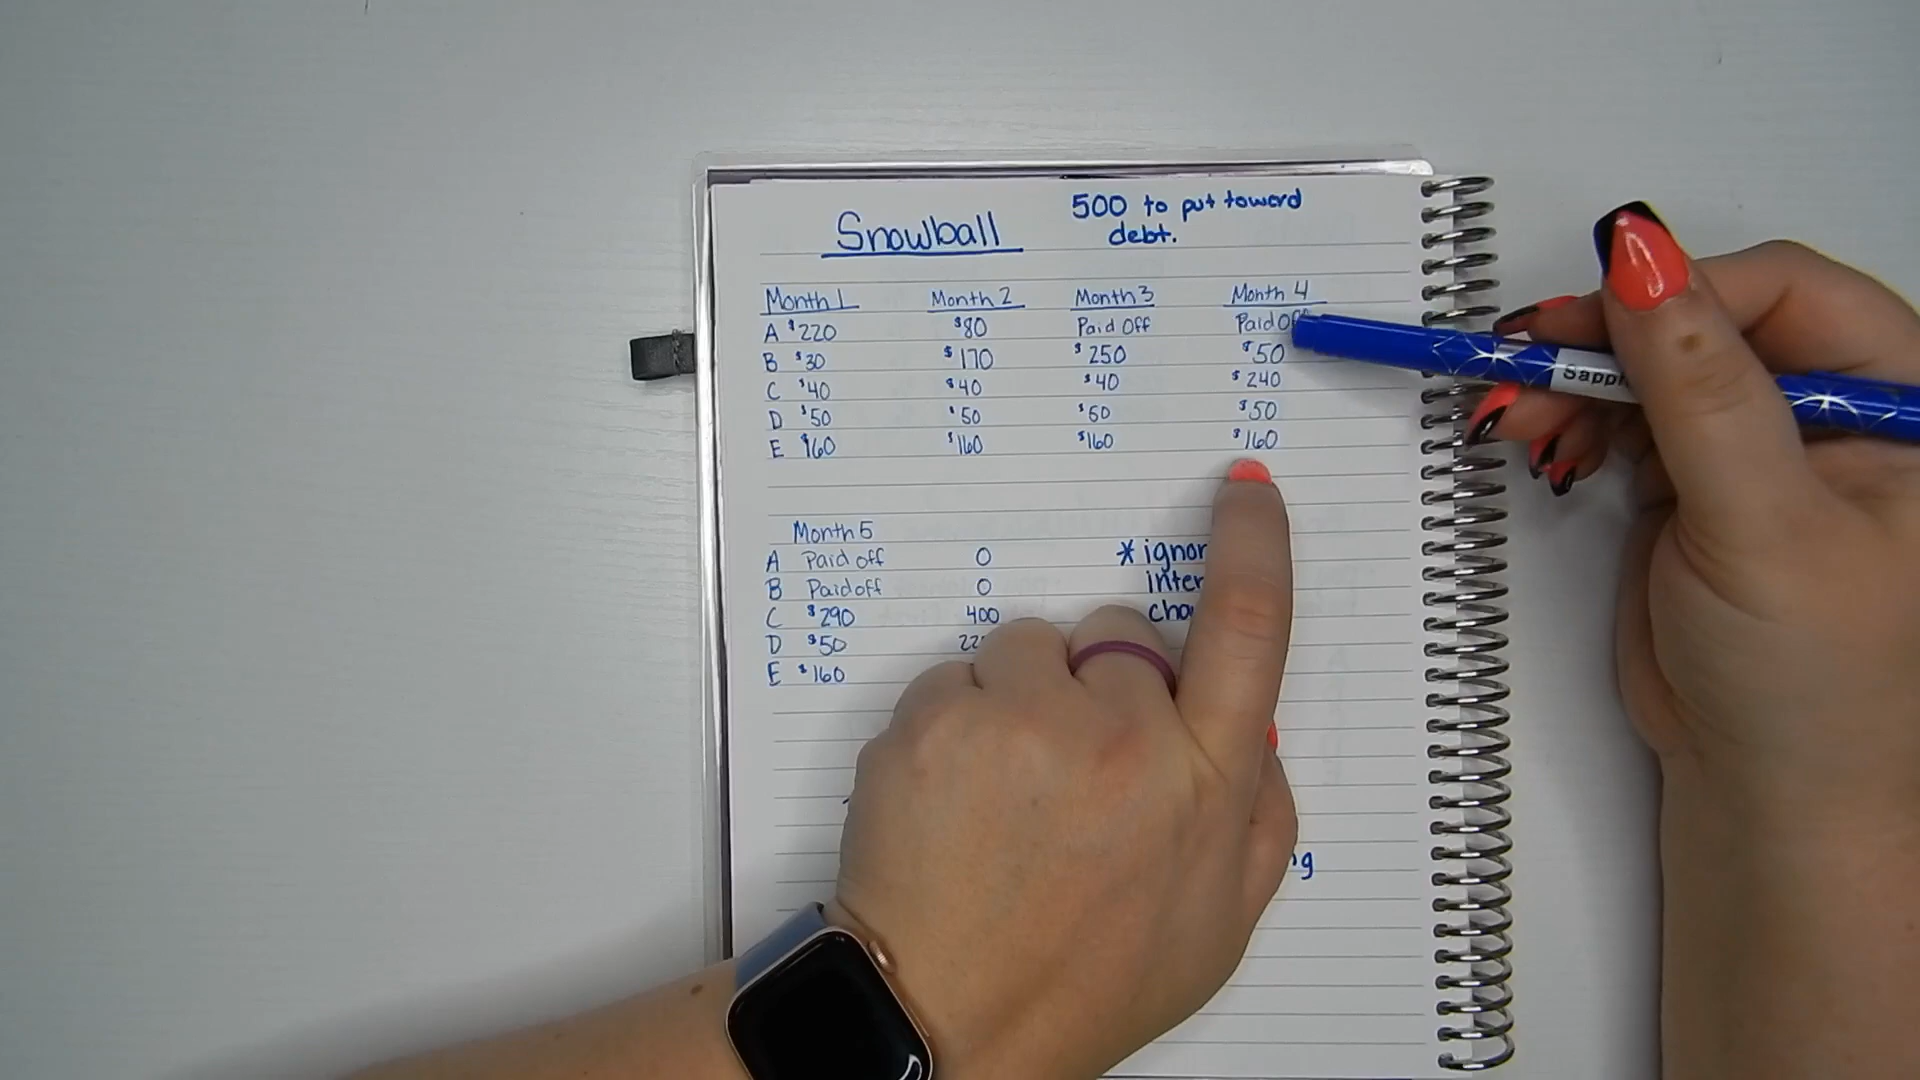 Snowball
500 to put toward
debt.
Month 1 Month 2 Month 3 Month 4
A $220 $80 Paid Off Paid Off
B $30 $170 $250 $50
C $40 $40 $40 $240
D $50 $50 $50 $50
E $160 $160 $160 $160
Month 5
A Paid off 0
B Paid off 0
C $290 400
D $50
E $160
*